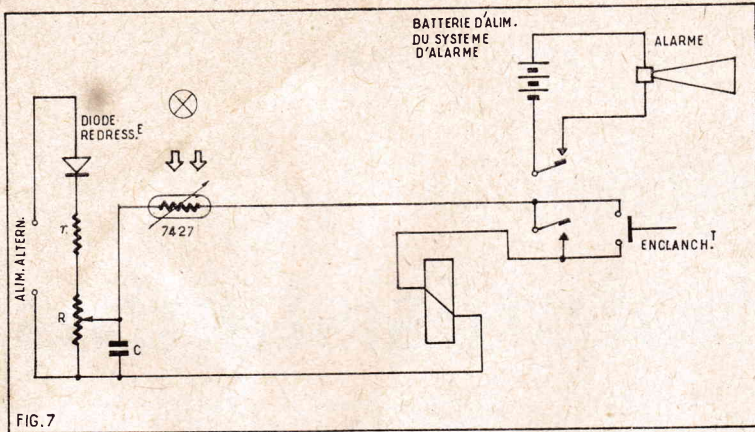 BATTERIE D'ALIM.
DU SYSTEME
D'ALARME
ALARME
DIODE
REDRESS.E
7427
ALIM. ALTERN.
r.
R
C
ENCLANCH.T
FIG.7